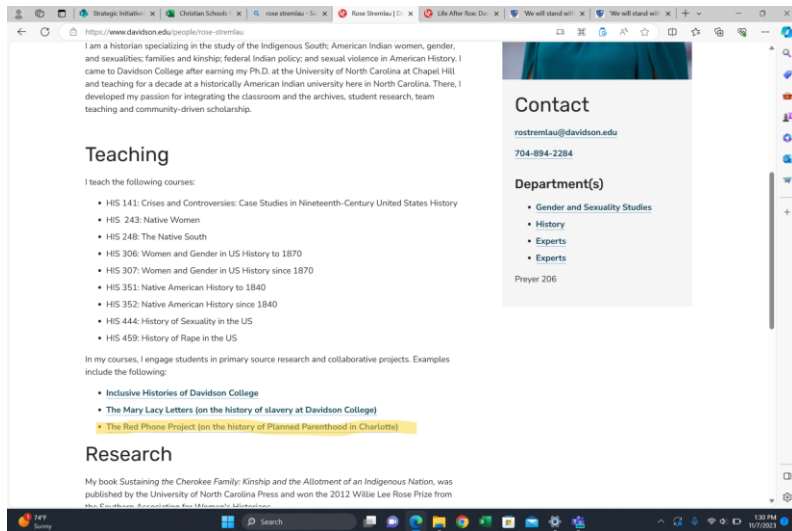 Strategic Initiative
Christian Schools
rose stremlau - Se
Rose Stremlau | Da
Life After Roe: Da
We will stand with
"We will stand with
https://www.davidson.edu/people/rose-stremlau
I am a historian specializing in the study of the Indigenous South; American Indian women, gender,
and sexualities; families and kinship; federal Indian policy; and sexual violence in American History. I
came to Davidson College after earning my Ph.D. at the University of North Carolina at Chapel Hill
and teaching for a decade at a historically American Indian university here in North Carolina. There, I
developed my passion for integrating the classroom and the archives, student research, team
teaching and community-driven scholarship.
Teaching
I teach the following courses:
• HIS 141: Crises and Controversies: Case Studies in Nineteenth-Century United States History
• HIS 243: Native Women
• HIS 248: The Native South
• HIS 306: Women and Gender in US History to 1870
• HIS 307: Women and Gender in US History since 1870
• HIS 351: Native American History to 1840
• HIS 352: Native American History since 1840
• HIS 444: History of Sexuality in the US
• HIS 459: History of Rape in the US
In my courses, I engage students in primary source research and collaborative projects. Examples
include the following:
• Inclusive Histories of Davidson College
• The Mary Lacy Letters (on the history of slavery at Davidson College)
• The Red Phone Project (on the history of Planned Parenthood in Charlotte)
Research
My book Sustaining the Cherokee Family: Kinship and the Allotment of an Indigenous Nation, was
published by the University of North Carolina Press and won the 2012 Willie Lee Rose Prize from
the Southern Association for Women's Historians
Contact
rostremlau@davidson.edu
704-894-2284
Department(s)
• Gender and Sexuality Studies
• History
• Experts
• Experts
Preyer 206
74°F
Sunny
Search
1:30 PM
11/7/2023